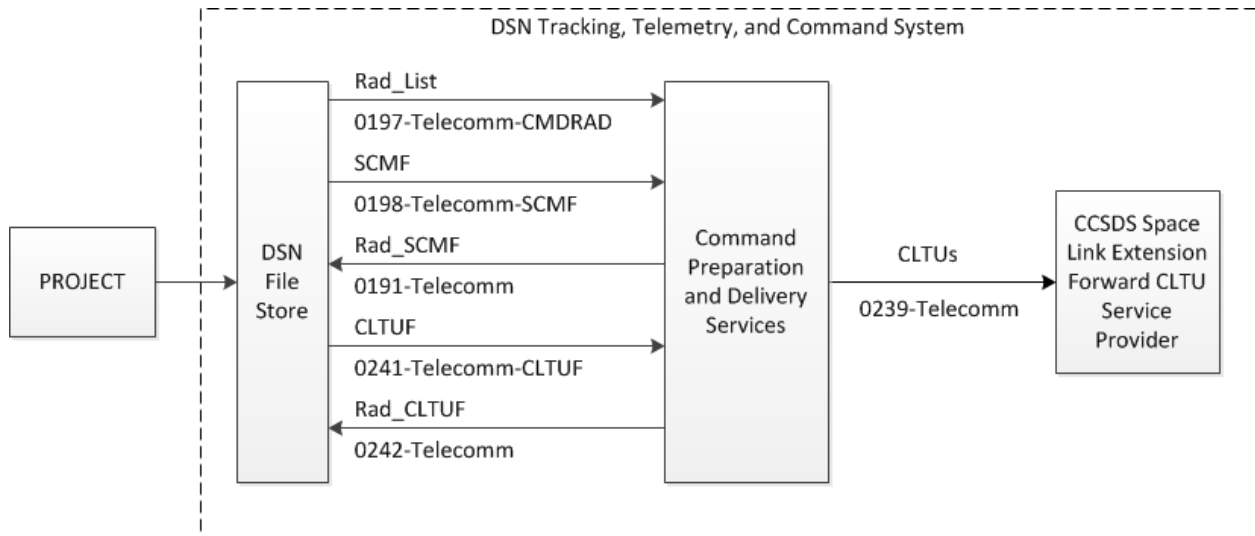 DSN Tracking, Telemetry, and Command System
PROJECT
DSN
File
Store
Rad_List
0197-Telecomm-CMDRAD
SCMF
0198-Telecomm-SCMF
Rad_SCMF
0191-Telecomm
CLTUF
0241-Telecomm-CLTUF
Rad_CLTUF
0242-Telecomm
Command
Preparation
and Delivery
Services
CLTUs
0239-Telecomm
CCSDS Space
Link Extension
Forward CLTU
Service
Provider